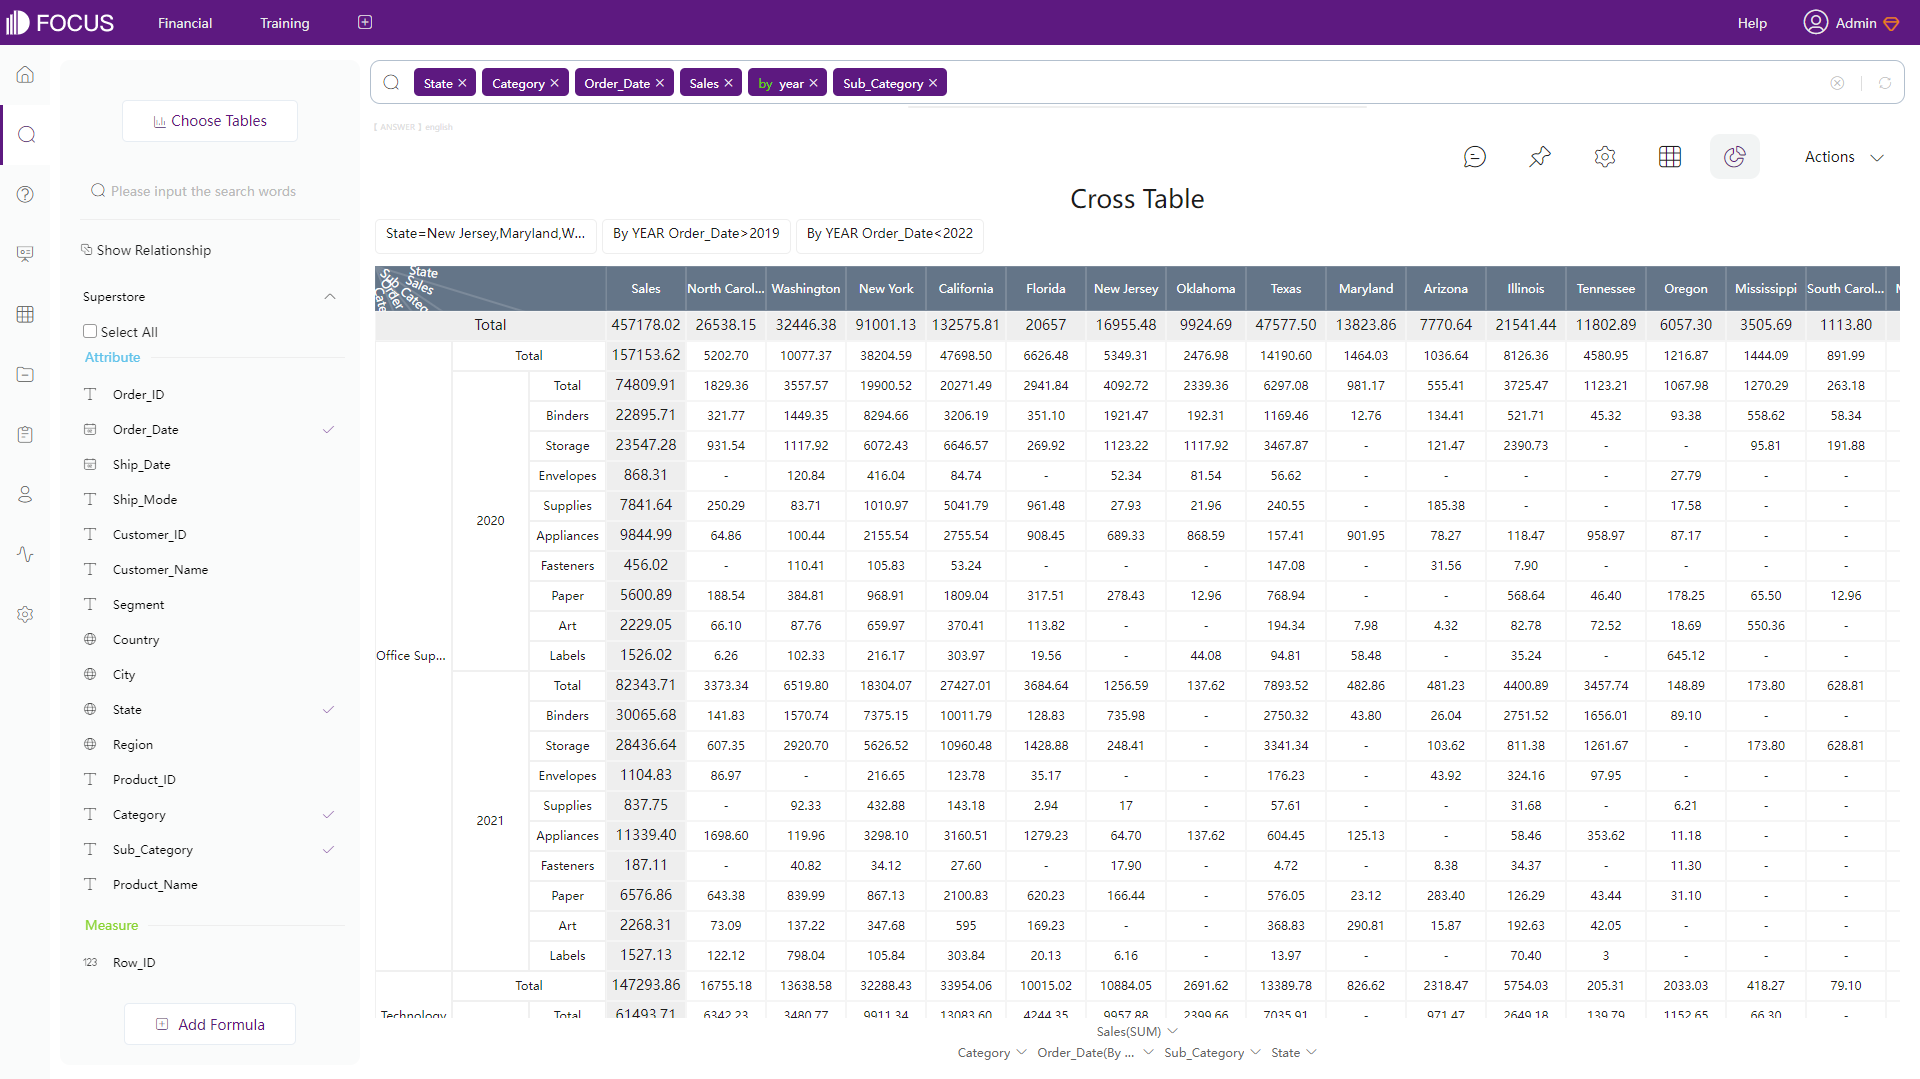 FOCUS Financial Training Help Admin
State × Category × Order_Date × Sales × by year × Sub_Category ×
Choose Tables
【 ANSWER 】english
Actions
Please input the search words
Cross Table
State=New Jersey,Maryland,W... By YEAR Order_Date>2019 By YEAR Order_Date<2022
Show Relationship
Superstore
Select All
Attribute
Order_ID
Order_Date
Ship_Date
Ship_Mode
Customer_ID
Customer_Name
Segment
Country
City
State
Region
Product_ID
Category
Sub_Category
Product_Name
Measure
123 Row_ID
Add Formula
State
Sales
Sub_Catego
Order
Cate
Sales North Carol... Washington New York California Florida New Jersey Oklahoma Texas Maryland Arizona Illinois Tennessee Oregon Mississippi South Carol...
Total 457178.02 26538.15 32446.38 91001.13 132575.81 20657 16955.48 9924.69 47577.50 13823.86 7770.64 21541.44 11802.89 6057.30 3505.69 1113.80
Office Sup...
Total 157153.62 5202.70 10077.37 38204.59 47698.50 6626.48 5349.31 2476.98 14190.60 1464.03 1036.64 8126.36 4580.95 1216.87 1444.09 891.99
2020
Total 74809.91 1829.36 3557.57 19900.52 20271.49 2941.84 4092.72 2339.36 6297.08 981.17 555.41 3725.47 1123.21 1067.98 1270.29 263.18
Binders 22895.71 321.77 1449.35 8294.66 3206.19 351.10 1921.47 192.31 1169.46 12.76 134.41 521.71 45.32 93.38 558.62 58.34
Storage 23547.28 931.54 1117.92 6072.43 6646.57 269.92 1123.22 1117.92 3467.87 - 121.47 2390.73 - - 95.81 191.88
Envelopes 868.31 - 120.84 416.04 84.74 - 52.34 81.54 56.62 - - - - 27.79 - -
Supplies 7841.64 250.29 83.71 1010.97 5041.79 961.48 27.93 21.96 240.55 - 185.38 - - 17.58 - -
Appliances 9844.99 64.86 100.44 2155.54 2755.54 908.45 689.33 868.59 157.41 901.95 78.27 118.47 958.97 87.17 - -
Fasteners 456.02 - 110.41 105.83 53.24 - - - 147.08 - 31.56 7.90 - - - -
Paper 5600.89 188.54 384.81 968.91 1809.04 317.51 278.43 12.96 768.94 - - 568.64 46.40 178.25 65.50 12.96
Art 2229.05 66.10 87.76 659.97 370.41 113.82 - - 194.34 7.98 4.32 82.78 72.52 18.69 550.36 -
Labels 1526.02 6.26 102.33 216.17 303.97 19.56 - 44.08 94.81 58.48 - 35.24 - 645.12 - -
2021
Total 82343.71 3373.34 6519.80 18304.07 27427.01 3684.64 1256.59 137.62 7893.52 482.86 481.23 4400.89 3457.74 148.89 173.80 628.81
Binders 30065.68 141.83 1570.74 7375.15 10011.79 128.83 735.98 - 2750.32 43.80 26.04 2751.52 1656.01 89.10 - -
Storage 28436.64 607.35 2920.70 5626.52 10960.48 1428.88 248.41 - 3341.34 - 103.62 811.38 1261.67 - 173.80 628.81
Envelopes 1104.83 86.97 - 216.65 123.78 35.17 - - 176.23 - 43.92 324.16 97.95 - - -
Supplies 837.75 - 92.33 432.88 143.18 2.94 17 - 57.61 - - 31.68 - 6.21 - -
Appliances 11339.40 1698.60 119.96 3298.10 3160.51 1279.23 64.70 137.62 604.45 125.13 - 58.46 353.62 11.18 - -
Fasteners 187.11 - 40.82 34.12 27.60 - 17.90 - 4.72 - 8.38 34.37 - 11.30 - -
Paper 6576.86 643.38 839.99 867.13 2100.83 620.23 166.44 - 576.05 23.12 283.40 126.29 43.44 31.10 - -
Art 2268.31 73.09 137.22 347.68 595 169.23 - - 368.83 290.81 15.87 192.63 42.05 - - -
Labels 1527.13 122.12 798.04 105.84 303.84 20.13 6.16 - 13.97 - - 70.40 3 - - -
Total 147293.86 16755.18 13638.58 32288.43 33954.06 10015.02 10884.05 2691.62 13389.78 826.62 2318.47 5754.03 205.31 2033.03 418.27 79.10
Technology Total 61493.71 6342.23 3480.77 9911.34 13083.60 4244.35 9957.88 2399.66 7035.91 - 971.47 2649.18 139.79 1152.65 66.30 -
Sales(SUM)
Category Order_Date(By ... Sub_Category State